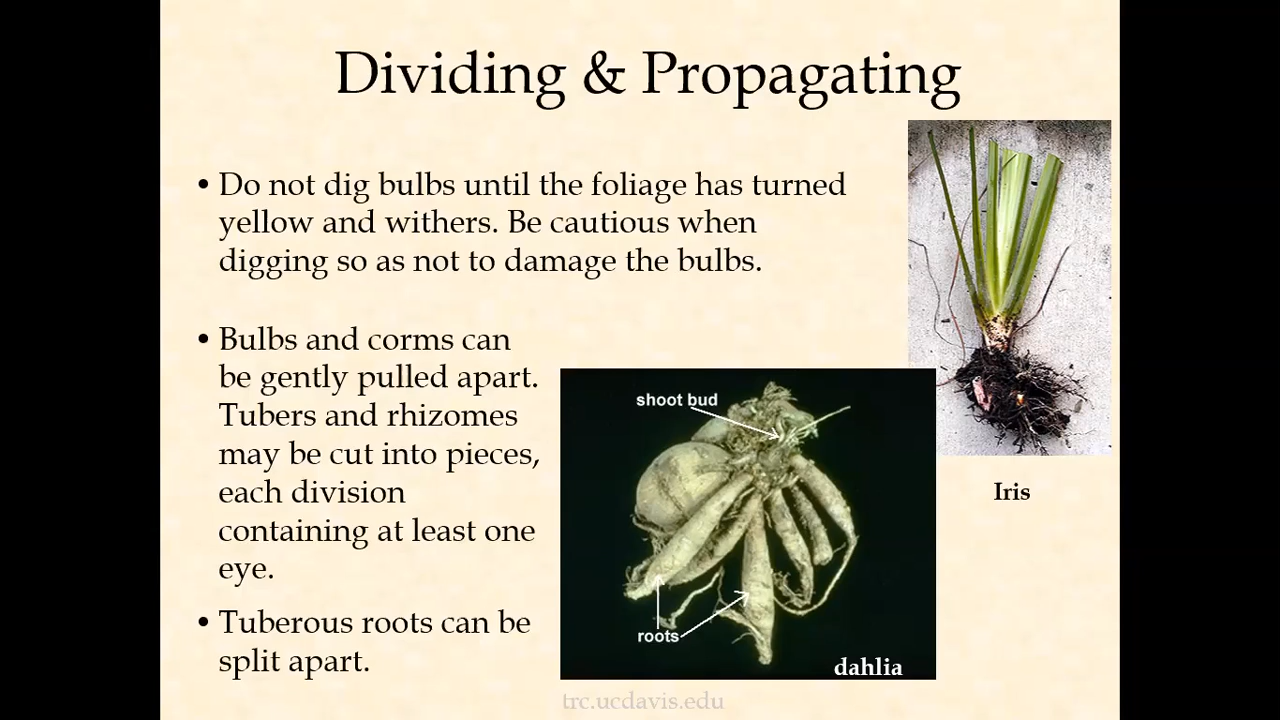 Dividing & Propagating
• Do not dig bulbs until the foliage has turned
yellow and withers. Be cautious when
digging so as not to damage the bulbs.
• Bulbs and corms can
be gently pulled apart.
Tubers and rhizomes
may be cut into pieces,
each division
containing at least one
eye.
• Tuberous roots can be
split apart.
shoot bud
roots
dahlia
Iris
trc.ucdavis.edu